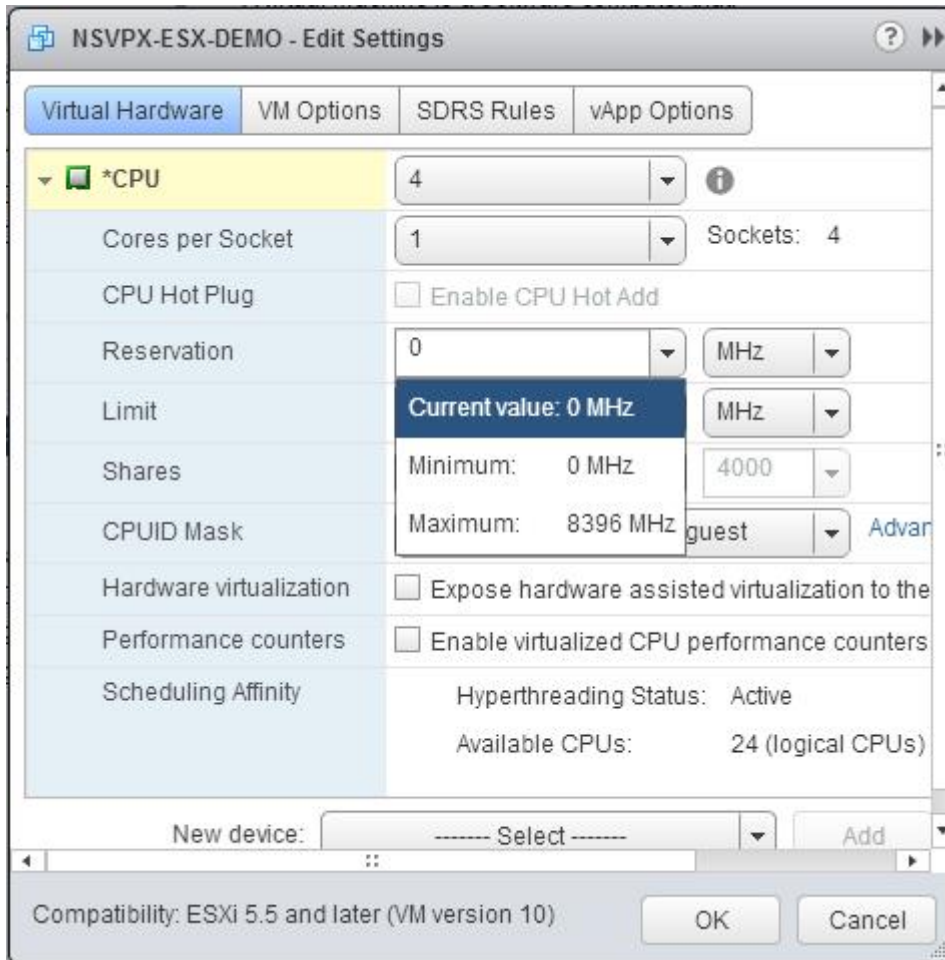 NSVPX-ESX-DEMO - Edit Settings
Virtual Hardware VM Options SDRS Rules vApp Options
*CPU 4
Cores per Socket 1 Sockets: 4
CPU Hot Plug Enable CPU Hot Add
Reservation 0 MHz
Limit Current value: 0 MHz MHz
Minimum: 0 MHz
Shares 4000
Maximum: 8396 MHz
CPUID Mask guest Advan
Hardware virtualization Expose hardware assisted virtualization to the
Performance counters Enable virtualized CPU performance counters
Scheduling Affinity Hyperthreading Status: Active
Available CPUs: 24 (logical CPUs)
New device: ------- Select ------- Add
Compatibility: ESXi 5.5 and later (VM version 10) OK Cancel